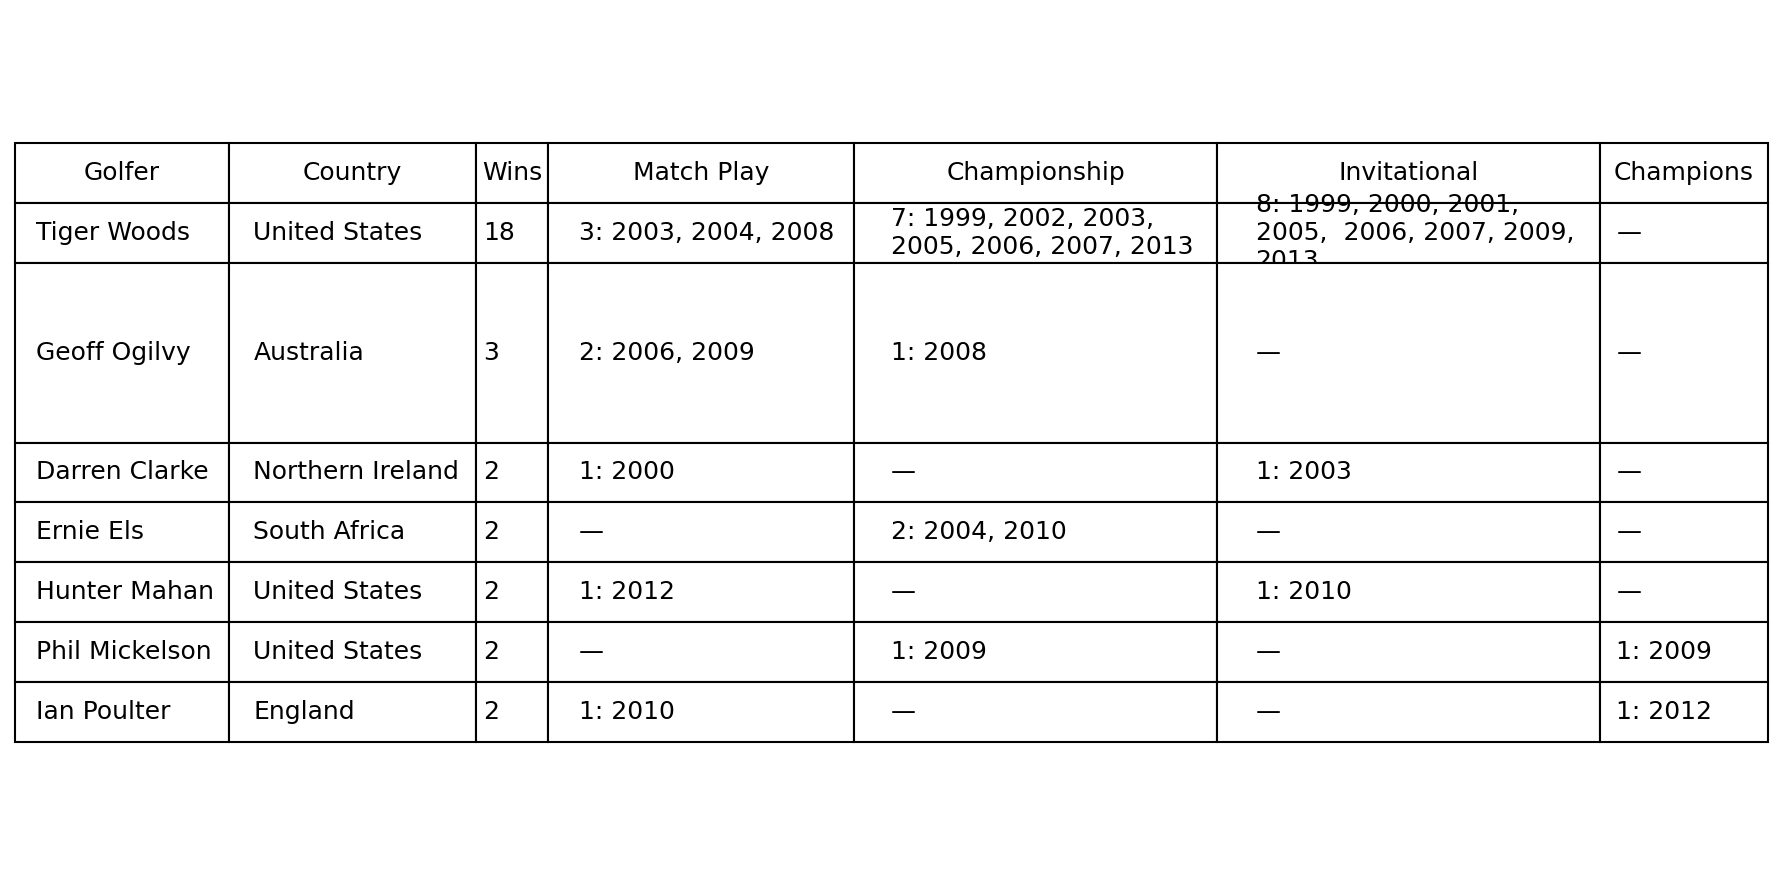 Golfer Country Wins Match Play Championship Invitational Champions
Tiger Woods United States 18 3: 2003, 2004, 2008 7: 1999, 2002, 2003,
2005, 2006, 2007, 2013 8: 1999, 2000, 2001,
2005,  2006, 2007, 2009,
2013 —
Geoff Ogilvy Australia 3 2: 2006, 2009 1: 2008 — —
Darren Clarke Northern Ireland 2 1: 2000 — 1: 2003 —
Ernie Els South Africa 2 — 2: 2004, 2010 — —
Hunter Mahan United States 2 1: 2012 — 1: 2010 —
Phil Mickelson United States 2 — 1: 2009 — 1: 2009
Ian Poulter England 2 1: 2010 — — 1: 2012